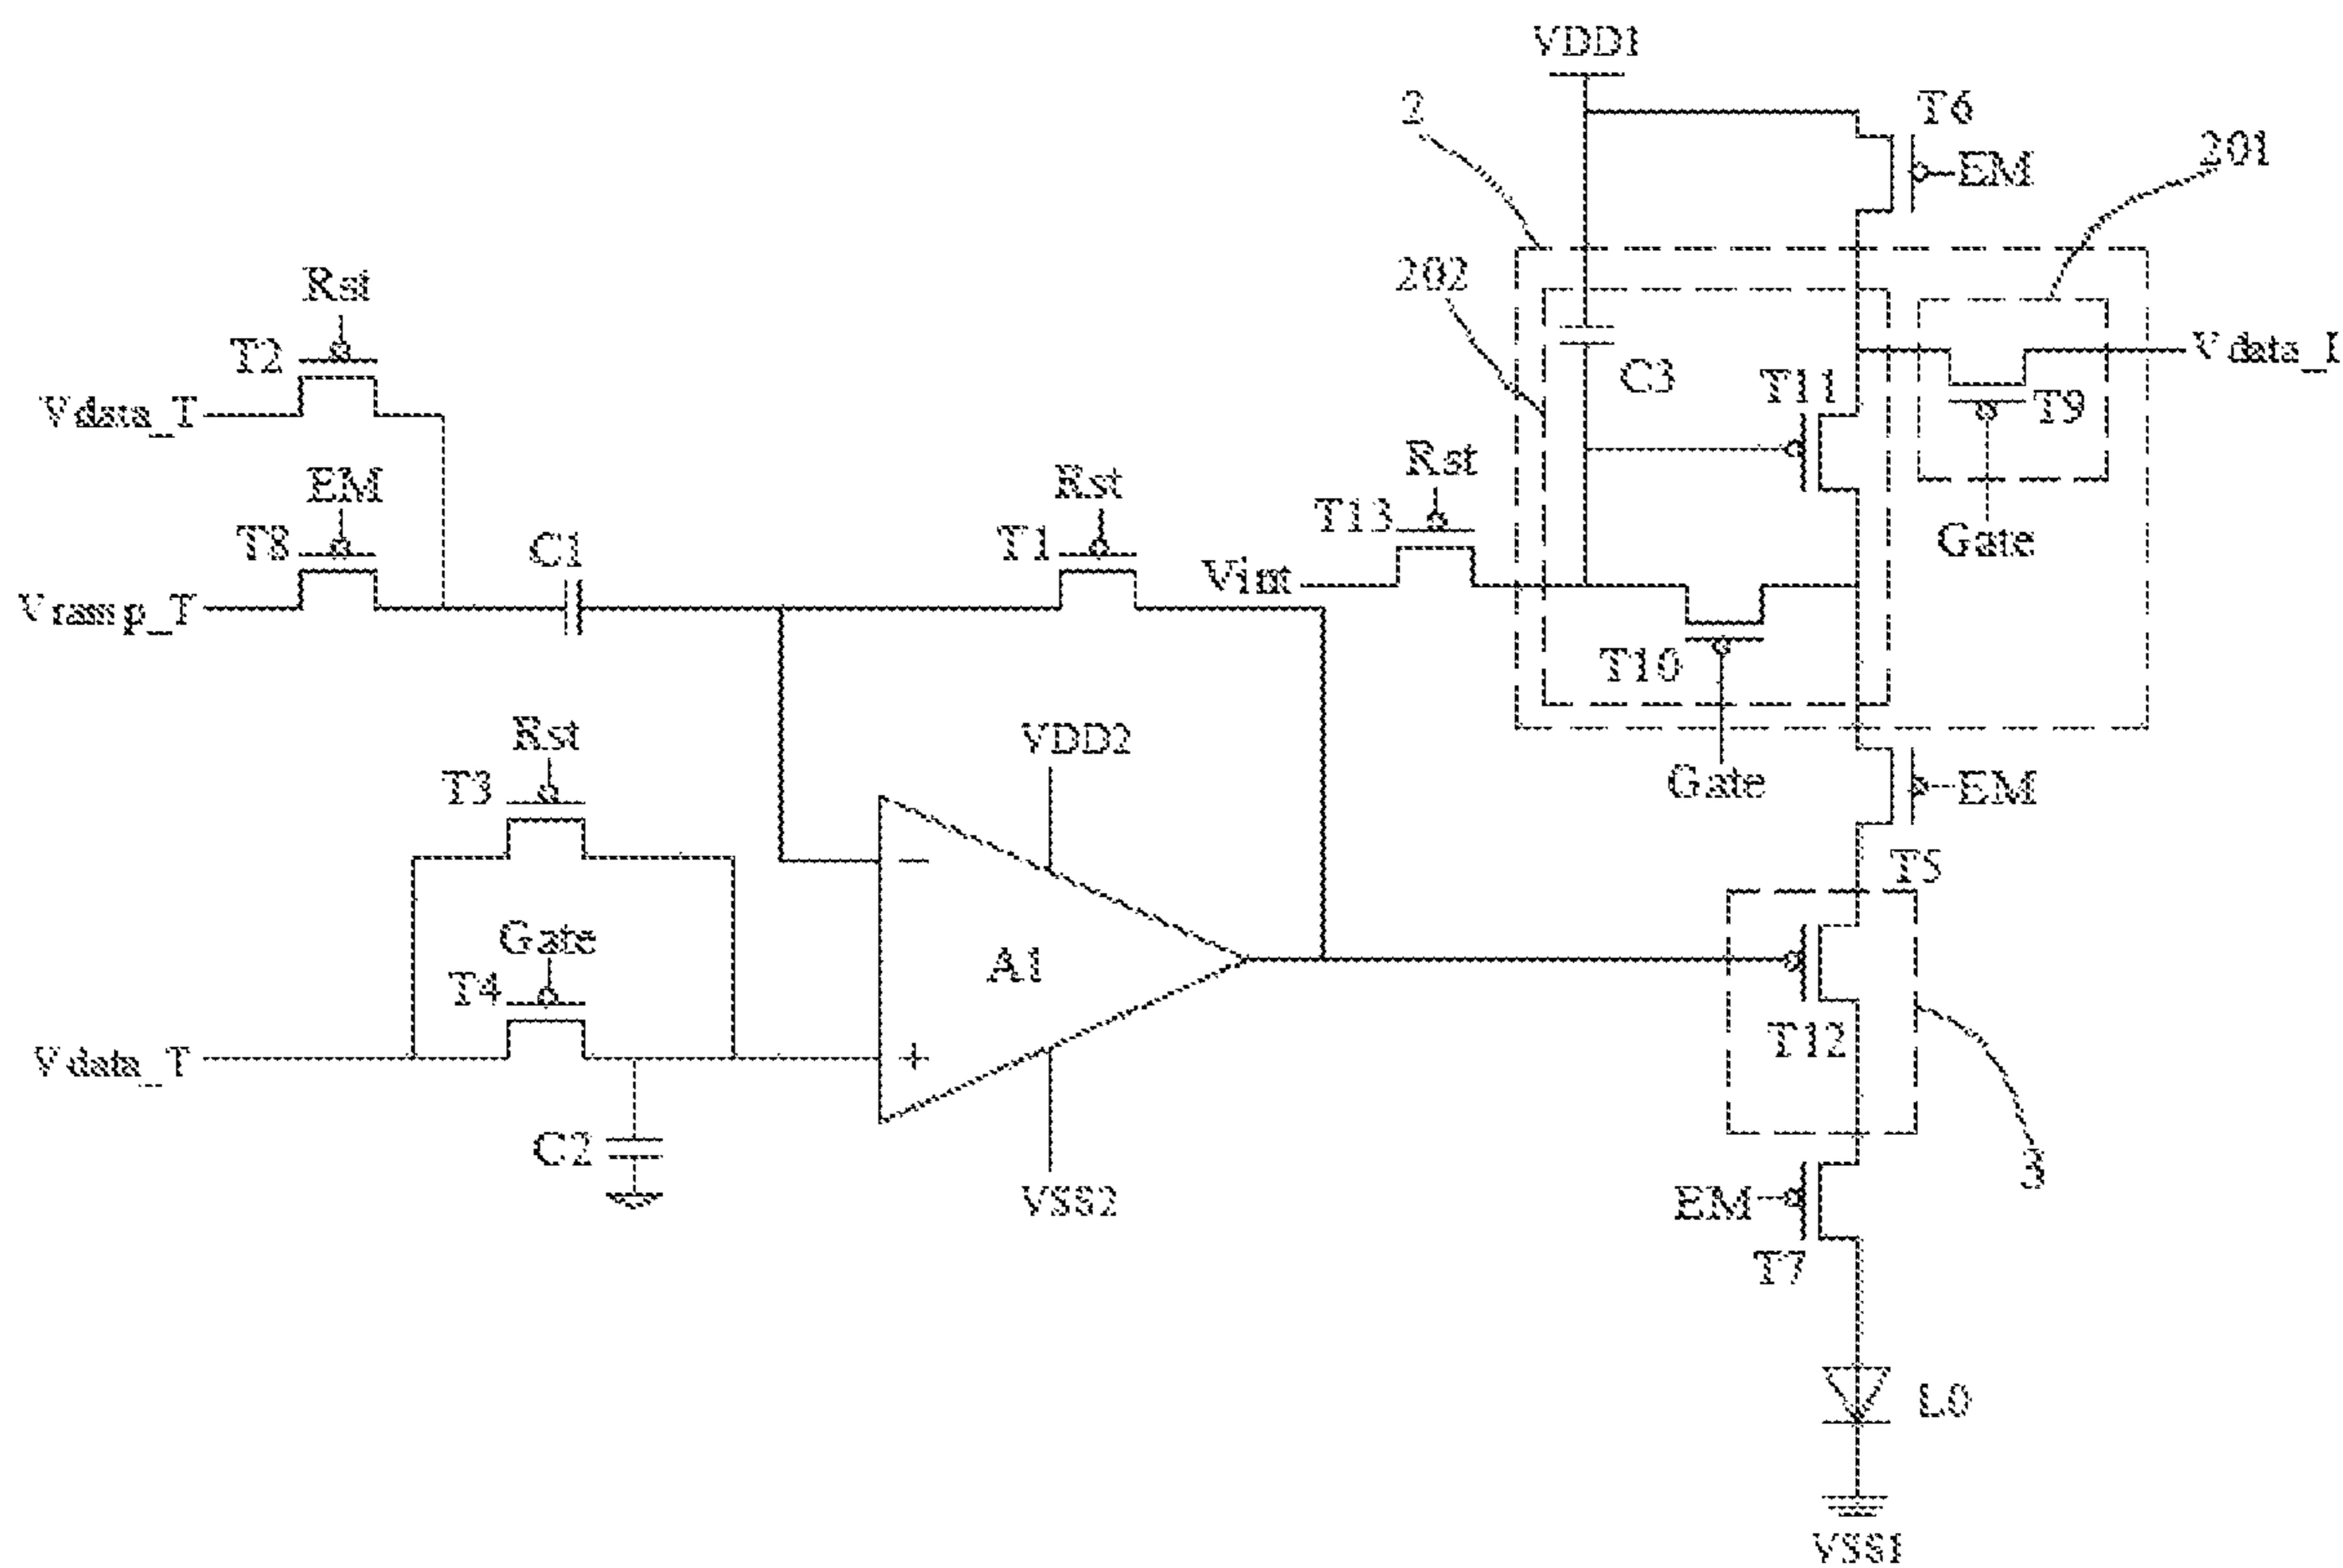 VDD1
2
T6
EM
201
202
Rst
T2
Vdata_T
C3
T11
Vdata_I
T9
Gate
EM
T8
Vramp_T
C1
Rst
T1
Rst
T13
Vint
T10
Gate
Rst
T3
VDD2
EM
T5
Gate
T4
A1
T12
Vdata_T
C2
VSS2
3
EM
T7
L0
VSS1
−
+